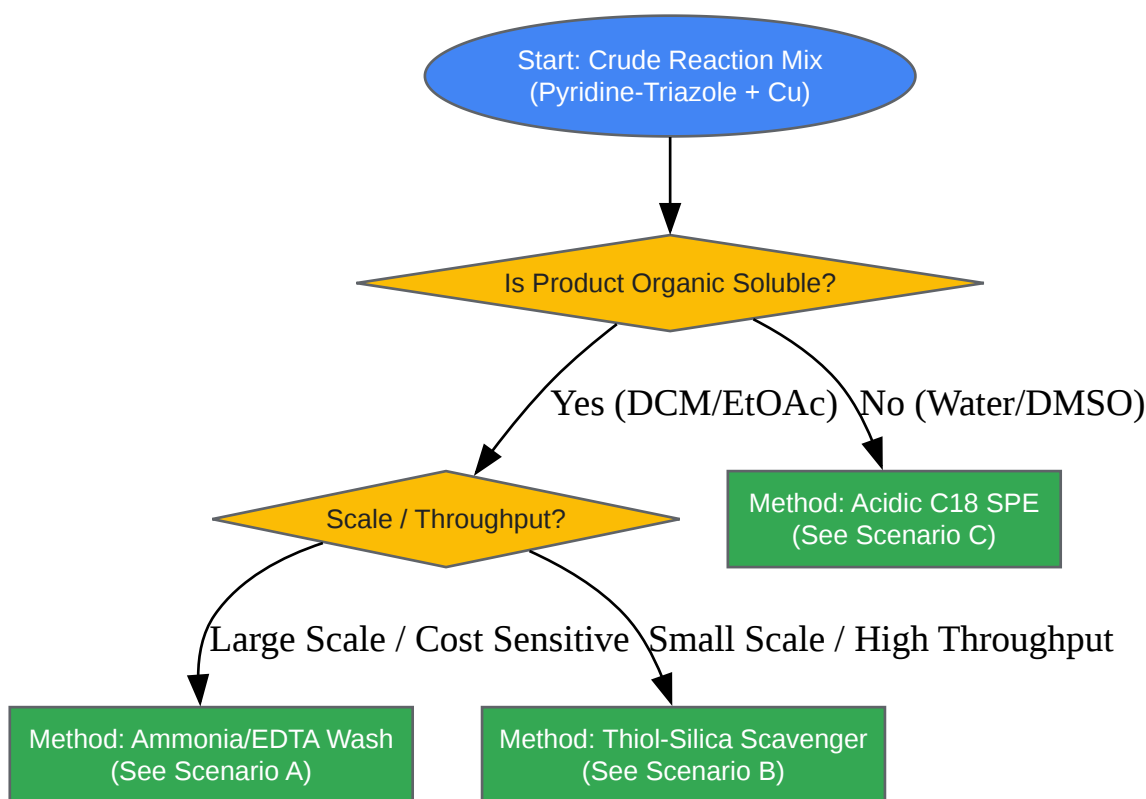 Start: Crude Reaction Mix
(Pyridine-Triazole + Cu)
Is Product Organic Soluble?
Yes (DCM/EtOAc)
No (Water/DMSO)
Scale / Throughput?
Method: Acidic C18 SPE
(See Scenario C)
Large Scale / Cost Sensitive
Small Scale / High Throughput
Method: Ammonia/EDTA Wash
(See Scenario A)
Method: Thiol-Silica Scavenger
(See Scenario B)